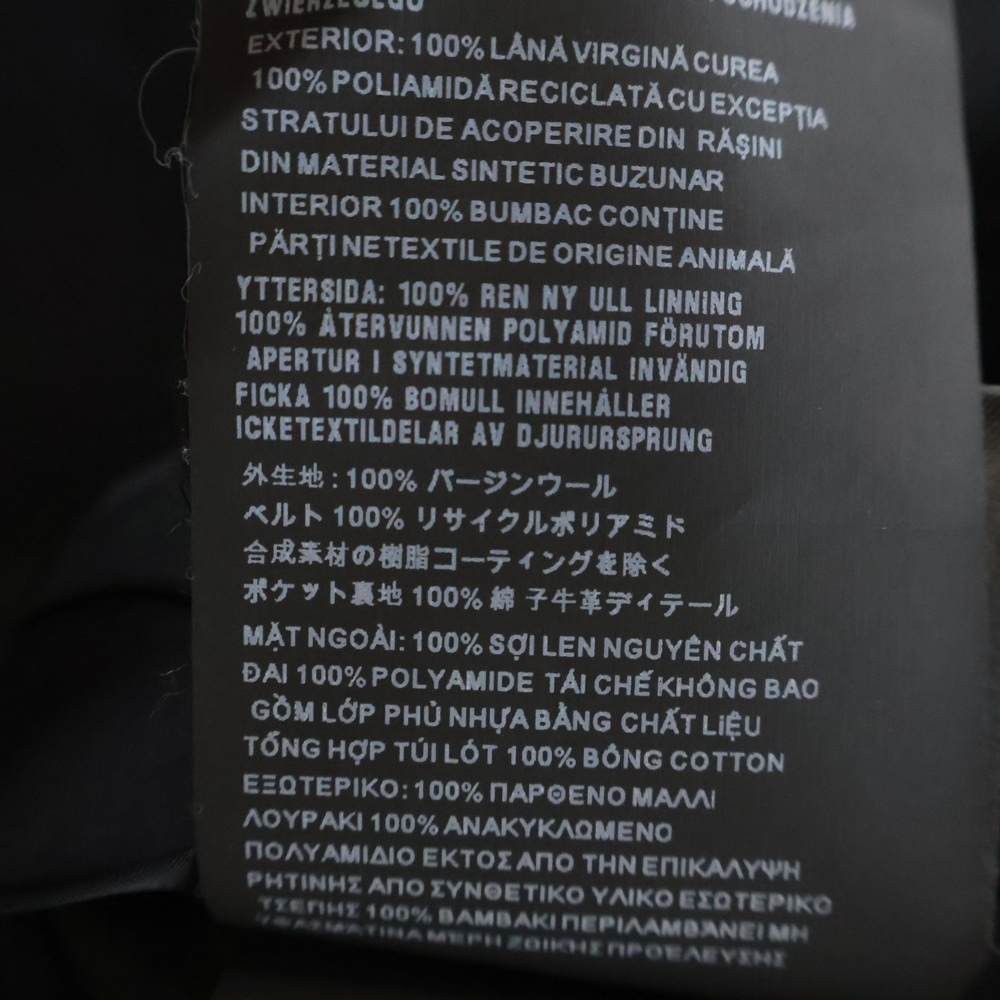 ZWIERZĘCEGO POCHODZENIA
EXTERIOR: 100% LÂNĂ VIRGINĂ CUREA
100% POLIAMIDĂ RECICLATĂ CU EXCEPȚIA
STRATULUI DE ACOPERIRE DIN RĂȘINI
DIN MATERIAL SINTETIC BUZUNAR
INTERIOR 100% BUMBAC CONȚINE
PĂRȚI NETEXTILE DE ORIGINE ANIMALĂ
YTTERSIDA: 100% REN NY ULL LINNING
100% ÅTERVUNNEN POLYAMID FÖRUTOM
APERTUR I SYNTETMATERIAL INVÄNDIG
FICKA 100% BOMULL INNEHÅLLER
ICKETEXTILDELAR AV DJURURSPRUNG
外生地 : 100% バージンウール
ベルト 100% リサイクルポリアミド
合成素材の樹脂コーティングを除く
ポケット裏地 100% 綿 子牛革ディテール
MẶT NGOÀI: 100% SỢI LEN NGUYÊN CHẤT
ĐAI 100% POLYAMIDE TÁI CHẾ KHÔNG BAO
GỒM LỚP PHỦ NHỰA BẰNG CHẤT LIỆU
TỔNG HỢP TÚI LÓT 100% BÔNG COTTON
ΕΞΩΤΕΡΙΚΟ: 100% ΠΑΡΘΕΝΟ ΜΑΛΛΙ
ΛΟΥΡΑΚΙ 100% ΑΝΑΚΥΚΛΩΜΕΝΟ
ΠΟΛΥΑΜΙΔΙΟ ΕΚΤΟΣ ΑΠΟ ΤΗΝ ΕΠΙΚΑΛΥΨΗ
ΡΗΤΙΝΗΣ ΑΠΟ ΣΥΝΘΕΤΙΚΟ ΥΛΙΚΟ ΕΣΩΤΕΡΙΚΟ
ΤΣΕΠΗΣ 100% ΒΑΜΒΑΚΙ ΠΕΡΙΛΑΜΒΑΝΕΙ ΜΗ
ΥΦΑΣΜΑΤΙΝΑ ΜΕΡΗ ΖΩΙΚΗΣ ΠΡΟΕΛΕΥΣΗΣ